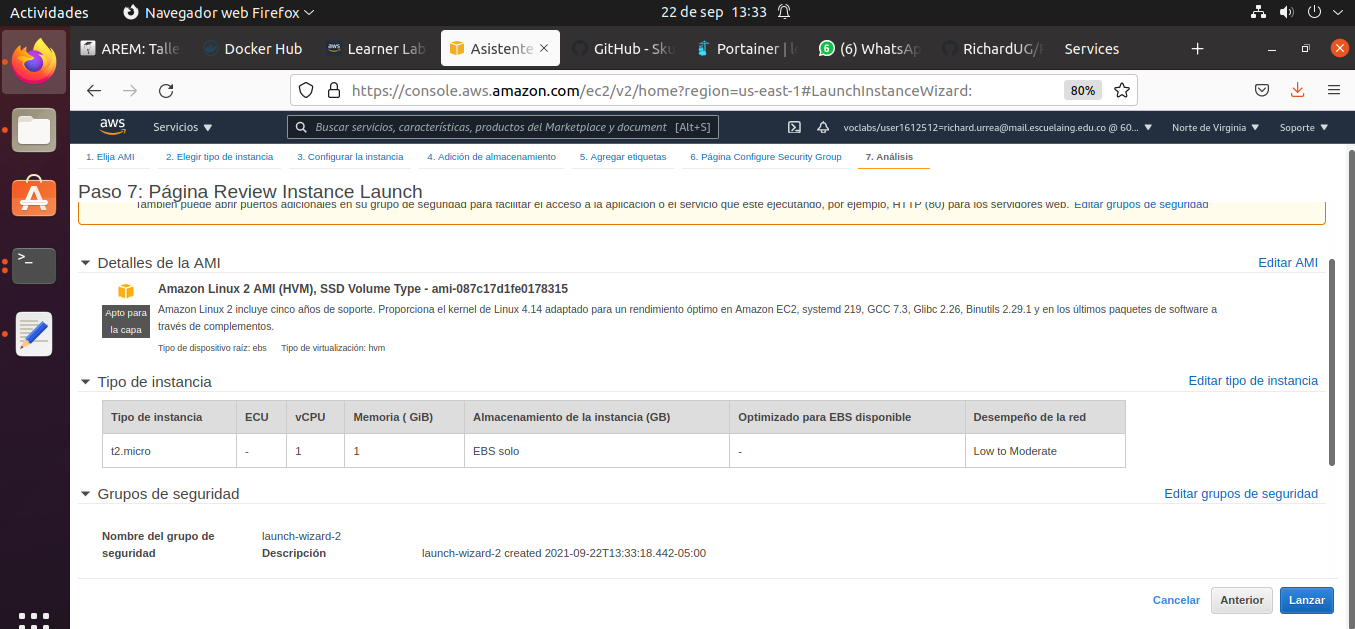 Actividades Navegador web Firefox 22 de sep 13:33
AREM: Talle Docker Hub aws Learner Lab Asistente GitHub - Sku Portainer | l (6) WhatsAp RichardUG/ Services
https://console.aws.amazon.com/ec2/v2/home?region=us-east-1#LaunchInstanceWizard: 80%
aws Servicios ▼ Buscar servicios, características, productos del Marketplace y document [Alt+S] voclabs/user1612512=richard.urrea@mail.escuelaing.edu.co @ 60... ▼ Norte de Virginia ▼ Soporte ▼
1. Elija AMI 2. Elegir tipo de instancia 3. Configurar la instancia 4. Adición de almacenamiento 5. Agregar etiquetas 6. Página Configure Security Group 7. Análisis
Paso 7: Página Review Instance Launch
También puede abrir puertos adicionales en su grupo de seguridad para facilitar el acceso a la aplicación o el servicio que esté ejecutando, por ejemplo, HTTP (80) para los servidores web. Editar grupos de seguridad
Detalles de la AMI Editar AMI
Amazon Linux 2 AMI (HVM), SSD Volume Type - ami-087c17d1fe0178315
Apto para
la capa
Amazon Linux 2 incluye cinco años de soporte. Proporciona el kernel de Linux 4.14 adaptado para un rendimiento óptimo en Amazon EC2, systemd 219, GCC 7.3, Glibc 2.26, Binutils 2.29.1 y en los últimos paquetes de software a
través de complementos.
Tipo de dispositivo raíz: ebs Tipo de virtualización: hvm
Tipo de instancia Editar tipo de instancia
Tipo de instancia ECU vCPU Memoria ( GiB) Almacenamiento de la instancia (GB) Optimizado para EBS disponible Desempeño de la red
t2.micro - 1 1 EBS solo - Low to Moderate
Grupos de seguridad Editar grupos de seguridad
Nombre del grupo de launch-wizard-2
seguridad Descripción launch-wizard-2 created 2021-09-22T13:33:18.442-05:00
Cancelar Anterior Lanzar